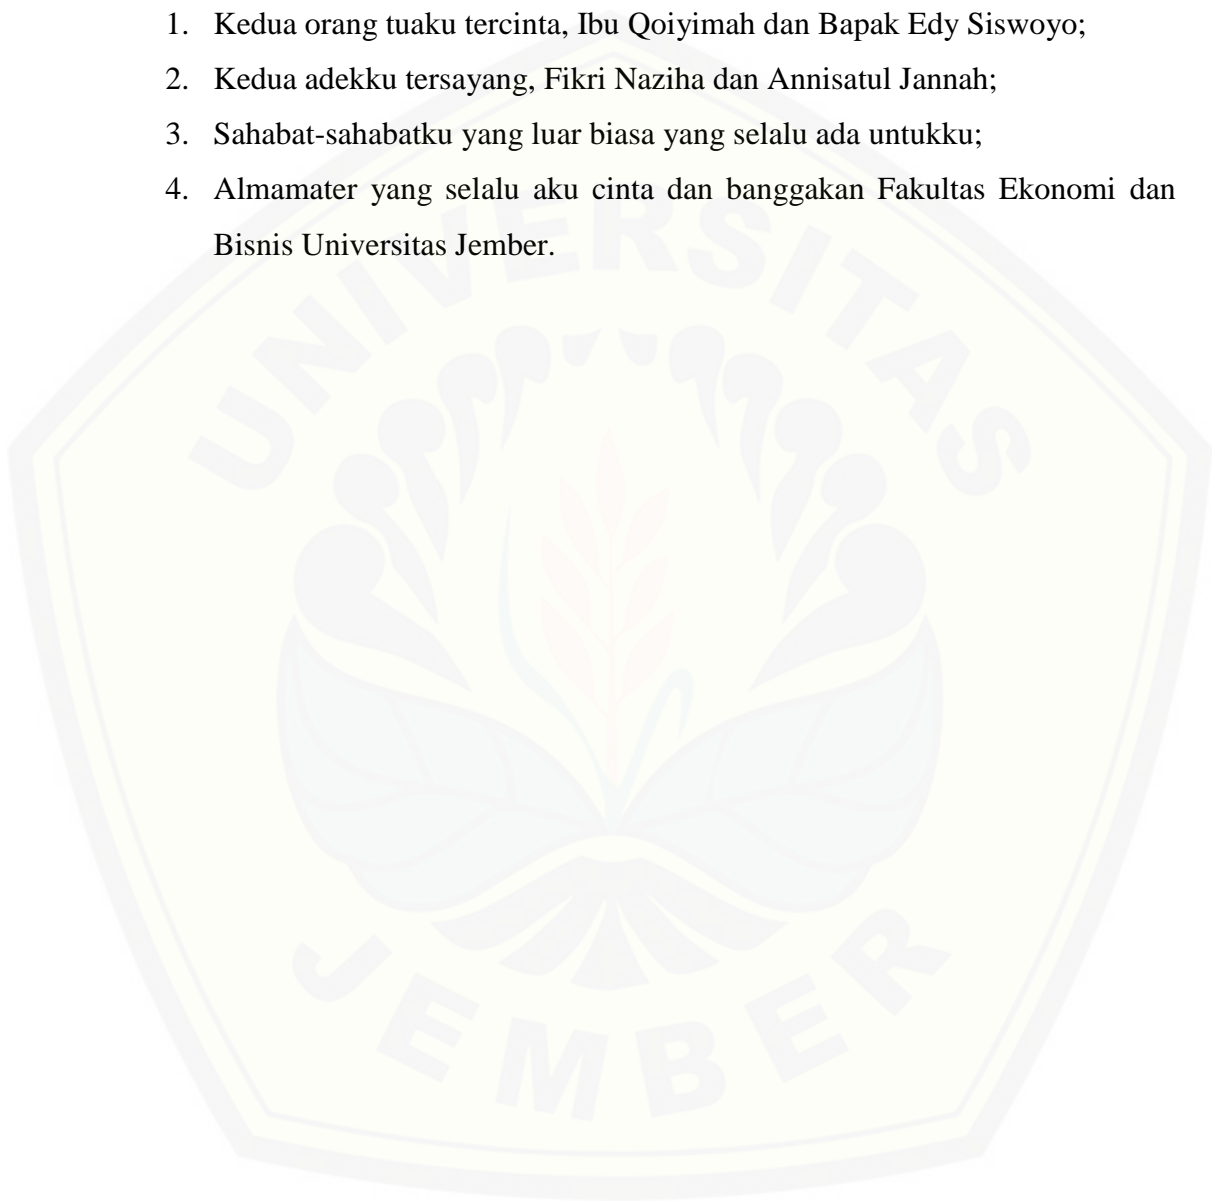 1. Kedua orang tuaku tercinta, Ibu Qoiyimah dan Bapak Edy Siswoyo;
2. Kedua adekku tersayang, Fikri Naziha dan Annisatul Jannah;
3. Sahabat-sahabatku yang luar biasa yang selalu ada untukku;
4. Almamater yang selalu aku cinta dan banggakan Fakultas Ekonomi dan
Bisnis Universitas Jember.
UNIVERSITAS
JEMBER